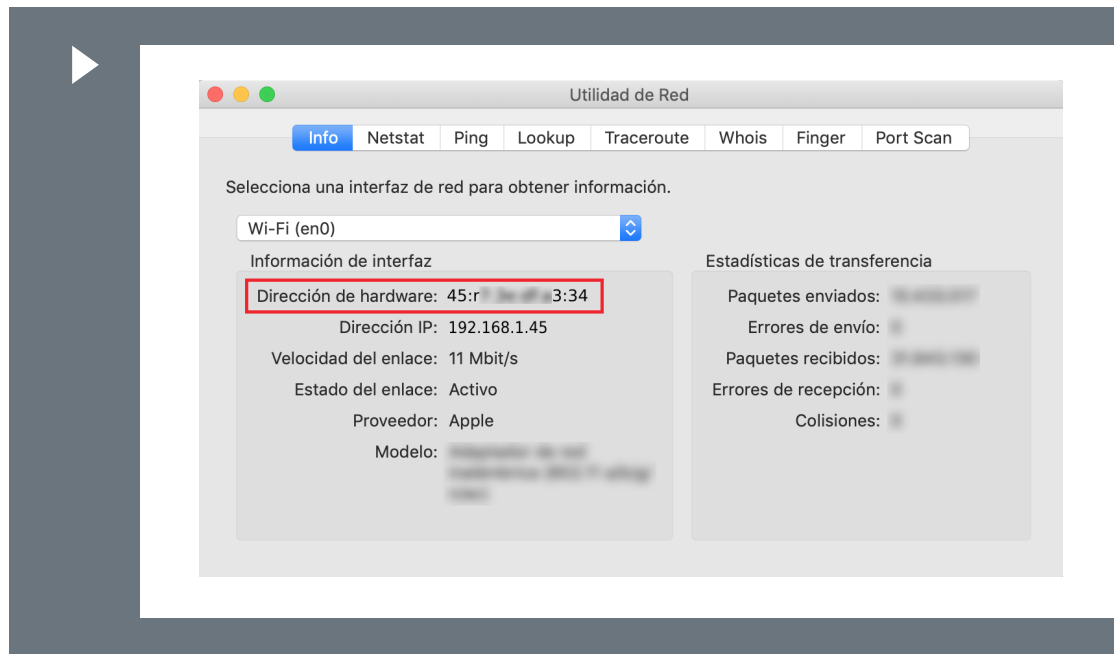 Utilidad de Red
Info Netstat Ping Lookup Traceroute Whois Finger Port Scan
Selecciona una interfaz de red para obtener información.
Wi-Fi (en0)
Información de interfaz
Dirección de hardware: 45:r 3:34
Dirección IP: 192.168.1.45
Velocidad del enlace: 11 Mbit/s
Estado del enlace: Activo
Proveedor: Apple
Modelo:
Estadísticas de transferencia
Paquetes enviados:
Errores de envío:
Paquetes recibidos:
Errores de recepción:
Colisiones: